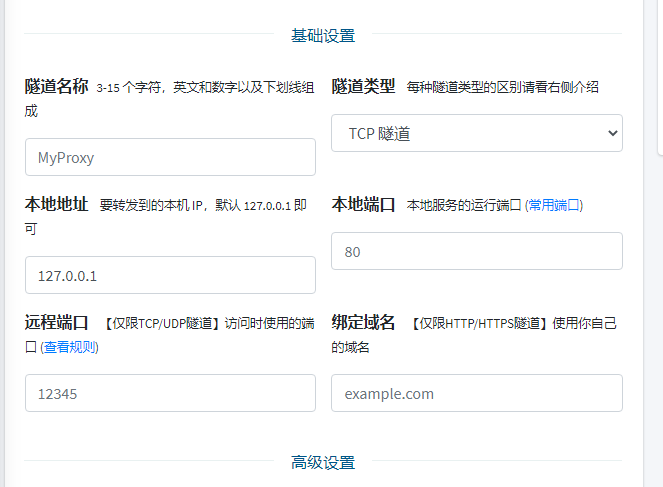 基础设置
隧道名称 3-15 个字符，英文和数字以及下划线组
成
MyProxy
隧道类型 每种隧道类型的区别请看右侧介绍
TCP 隧道
本地地址 要转发到的本机 IP，默认 127.0.0.1 即
可
127.0.0.1
本地端口 本地服务的运行端口 (常用端口)
80
远程端口 【仅限TCP/UDP隧道】访问时使用的端
口 (查看规则)
12345
绑定域名 【仅限HTTP/HTTPS隧道】使用你自己
的域名
example.com
高级设置